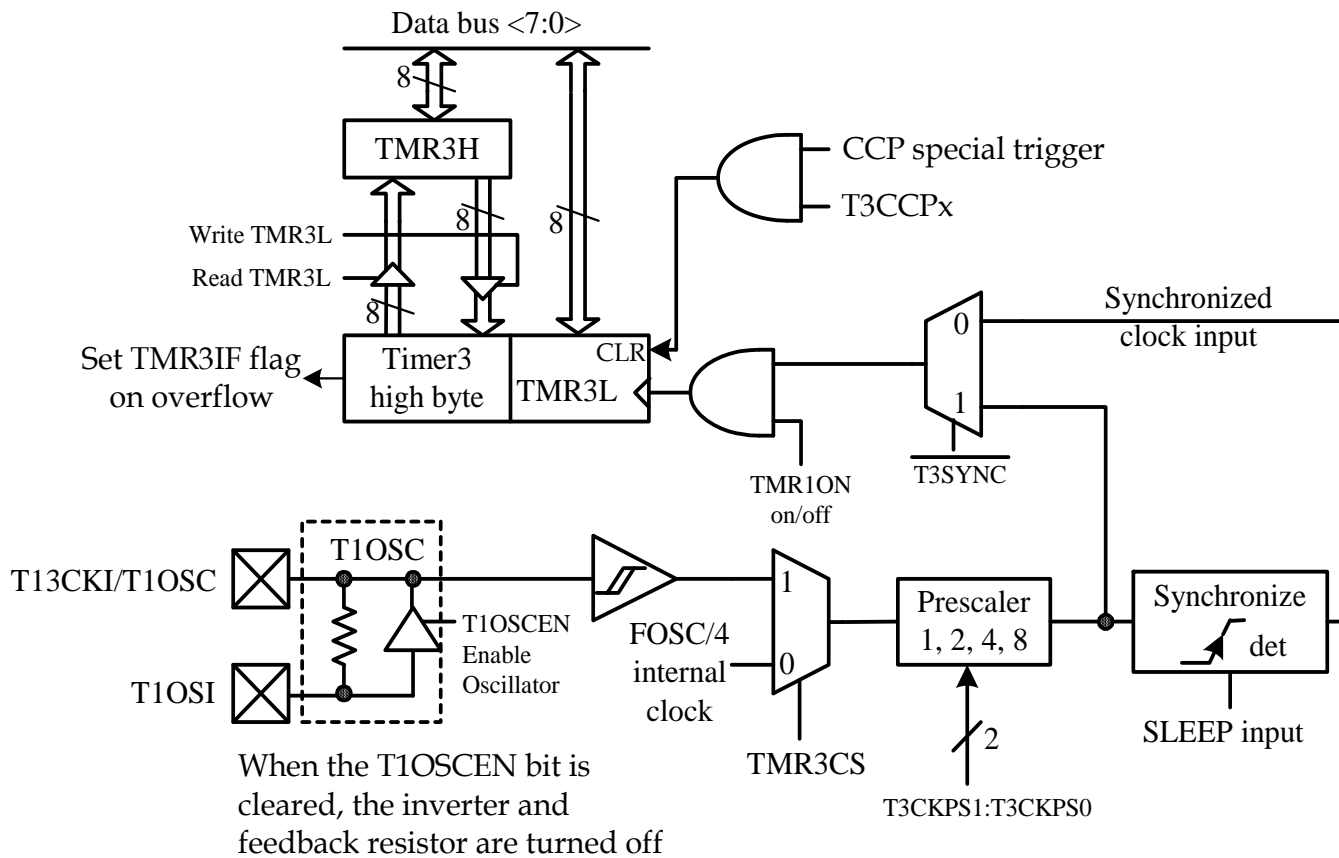 Data bus <7:0>
8
TMR3H
CCP special trigger
T3CCPx
8
8
Write TMR3L
Read TMR3L
8
Synchronized
clock input
0
1
Set TMR3IF flag
on overflow
Timer3
high byte
CLR
TMR3L
T3SYNC
TMR1ON
on/off
T13CKI/T1OSC
T1OSC
T1OSCEN
Enable
Oscillator
T1OSI
1
0
FOSC/4
internal
clock
Prescaler
1, 2, 4, 8
Synchronize
det
TMR3CS
2
SLEEP input
T3CKPS1:T3CKPS0
When the T1OSCEN bit is
cleared, the inverter and
feedback resistor are turned off